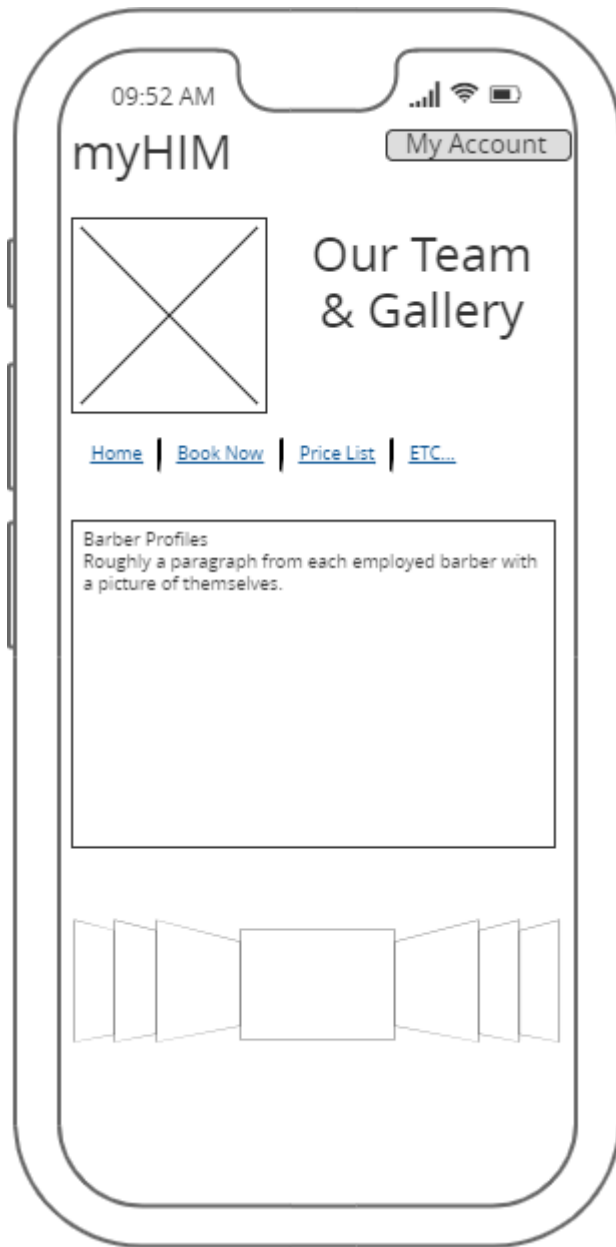 09:52 AM
myHIM
My Account
Our Team
& Gallery
Home | Book Now | Price List | ETC...
Barber Profiles
Roughly a paragraph from each employed barber with
a picture of themselves.